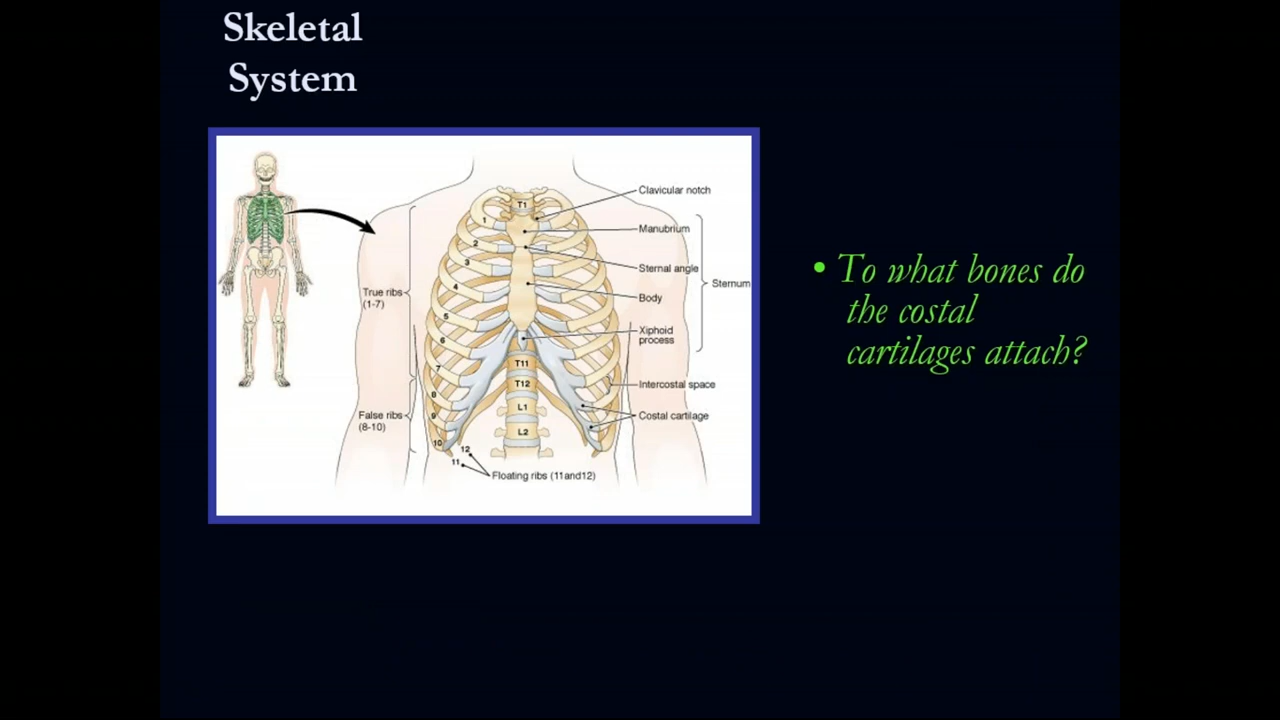 Skeletal
System
T1
Clavicular notch
1
Manubrium
2
3
Sternal angle
4
Sternum
True ribs
(1-7)
Body
5
Xiphoid
process
6
T11
7
T12
Intercostal space
8
L1
False ribs
(8-10)
9
Costal cartilage
L2
10
12
11
Floating ribs (11and12)
• To what bones do
the costal
cartilages attach?